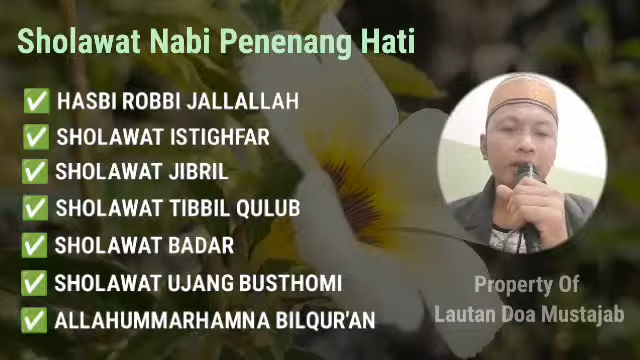 Sholawat Nabi Penenang Hati
HASBI ROBBI JALLALLAH
SHOLAWAT ISTIGHFAR
SHOLAWAT JIBRIL
SHOLAWAT TIBBIL QULUB
SHOLAWAT BADAR
SHOLAWAT UJANG BUSTHOMI
ALLAHUMMARHAMNA BILQUR'AN
Property Of
Lautan Doa Mustajab